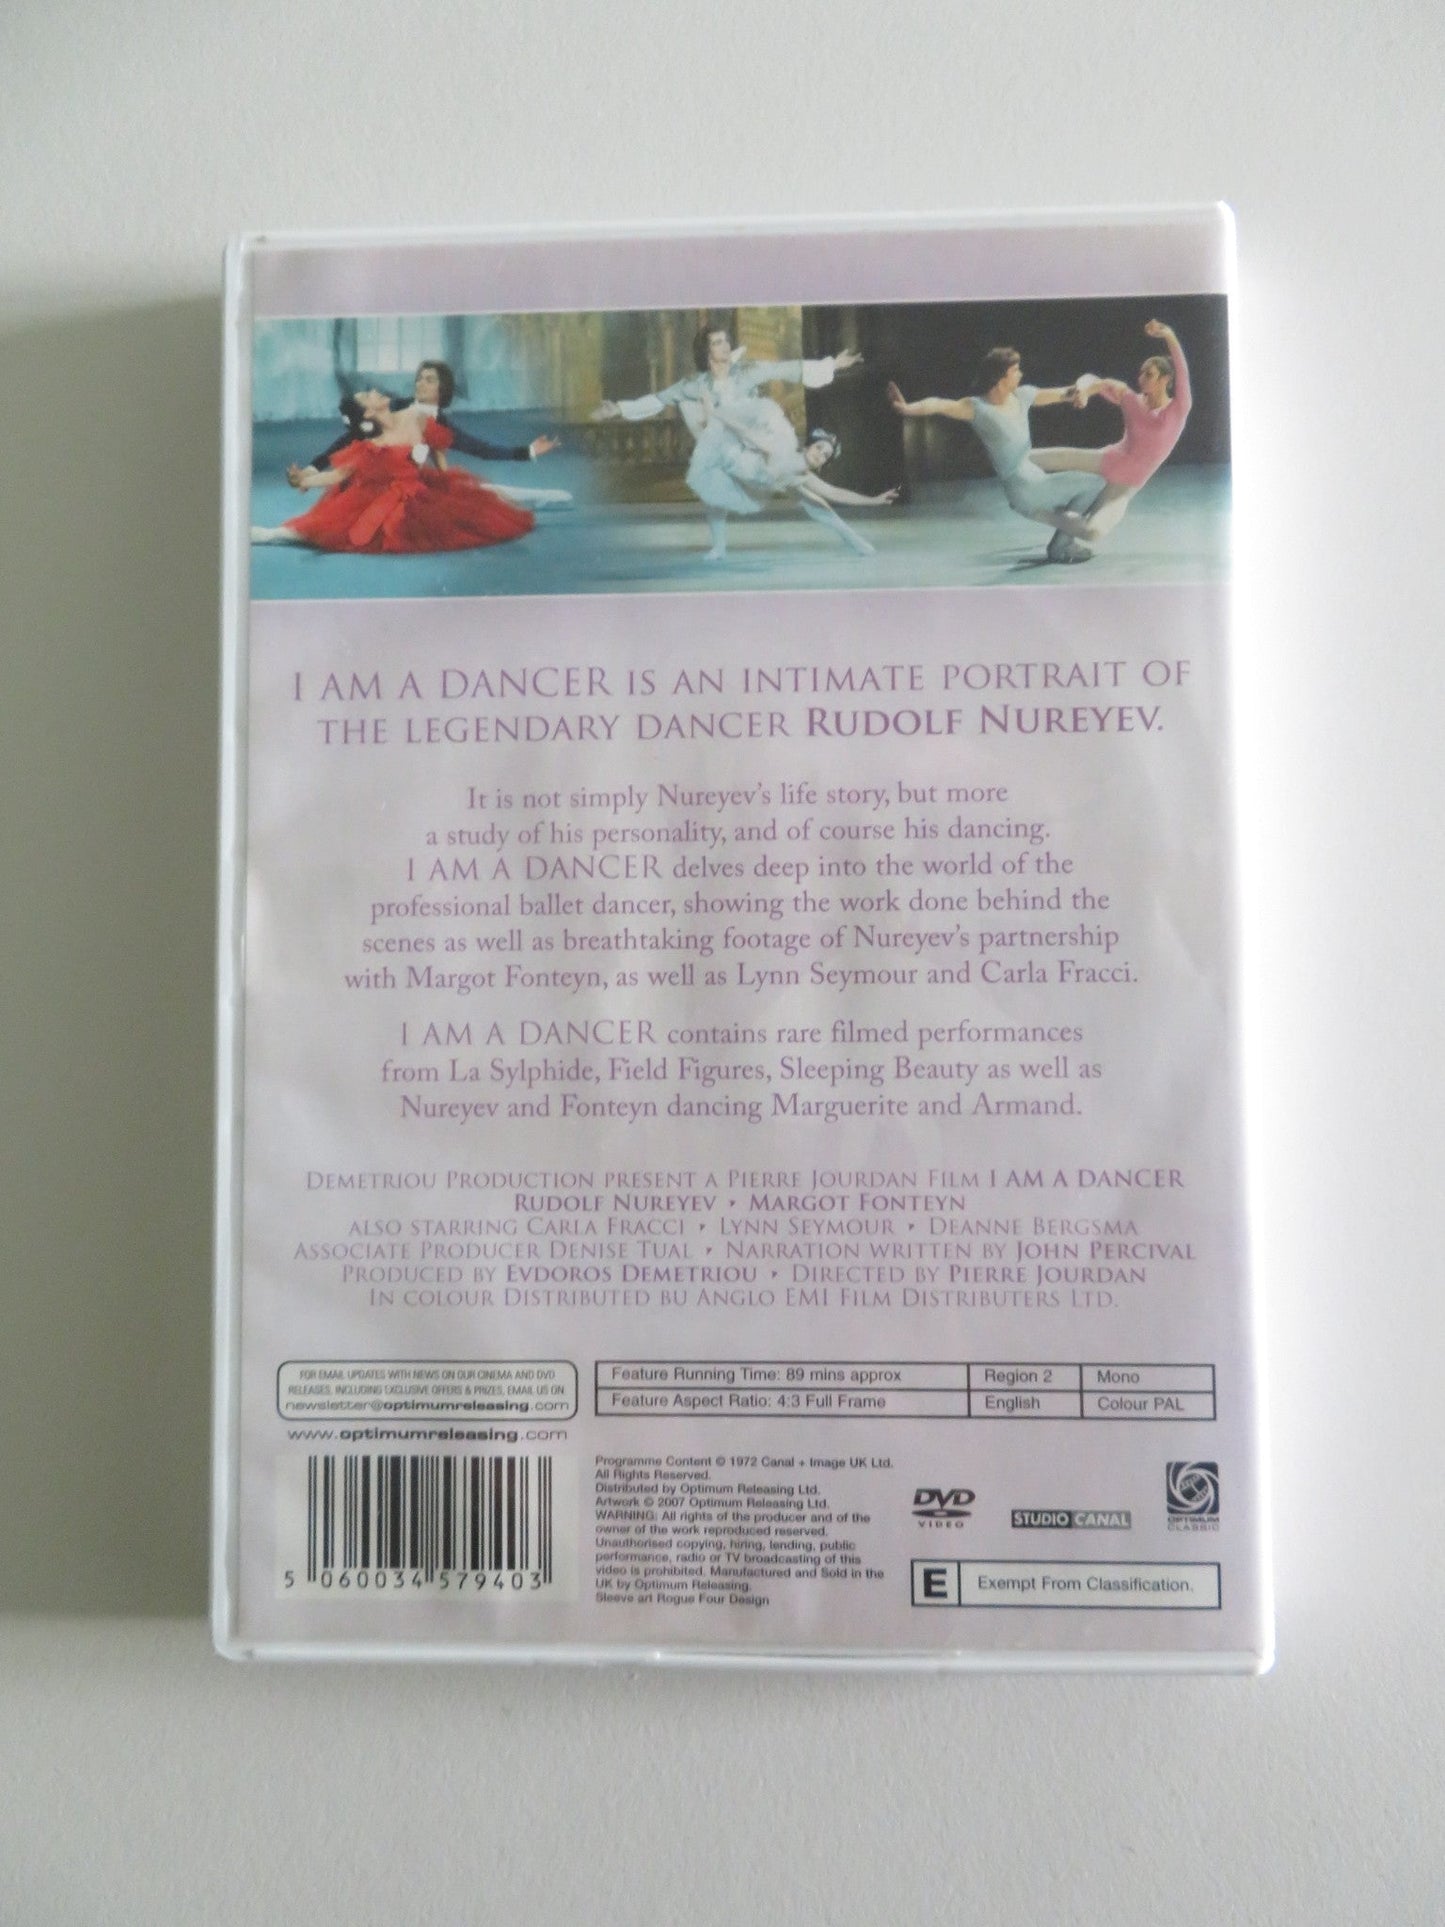 I AM A DANCER IS AN INTIMATE PORTRAIT OF
THE LEGENDARY DANCER RUDOLF NUREYEV.
It is not simply Nureyev's life story, but more
a study of his personality, and of course his dancing.
I AM A DANCER delves deep into the world of the
professional ballet dancer, showing the work done behind the
scenes as well as breathtaking footage of Nureyev's partnership
with Margot Fonteyn, as well as Lynn Seymour and Carla Fracci.
I AM A DANCER contains rare filmed performances
from La Sylphide, Field Figures, Sleeping Beauty as well as
Nureyev and Fonteyn dancing Marguerite and Armand.
DEMETRIOU PRODUCTION PRESENT A PIERRE JOURDAN FILM I AM A DANCER
RUDOLF NUREYEV • MARGOT FONTEYN
ALSO STARRING CARLA FRACCI • LYNN SEYMOUR • DEANNE BERGSMA
ASSOCIATE PRODUCER DENISE TUAL • NARRATION WRITTEN BY JOHN PERCIVAL
PRODUCED BY EVDOROS DEMETRIOU • DIRECTED BY PIERRE JOURDAN
IN COLOUR DISTRIBUTED BU ANGLO EMI FILM DISTRIBUTERS LTD.
FOR EMAIL UPDATES WITH NEWS ON OUR CINEMA AND DVD
RELEASES, INCLUDING EXCLUSIVE OFFERS & PRIZES, EMAIL US ON
newsletter@optimumreleasing.com
www.optimumreleasing.com
Feature Running Time: 89 mins approx Region 2 Mono
Feature Aspect Ratio: 4:3 Full Frame English Colour PAL
5 060034 579403
Programme Content © 1972 Canal + Image UK Ltd.
All Rights Reserved.
Distributed by Optimum Releasing Ltd.
Artwork © 2007 Optimum Releasing Ltd.
WARNING: All rights of the producer and of the
owner of the work reproduced reserved.
Unauthorised copying, hiring, lending, public
performance, radio or TV broadcasting of this
video is prohibited. Manufactured and Sold in the
UK by Optimum Releasing.
Sleeve art Rogue Four Design
DVD
VIDEO
STUDIO CANAL
OPTIMUM
CLASSIC
E Exempt From Classification.